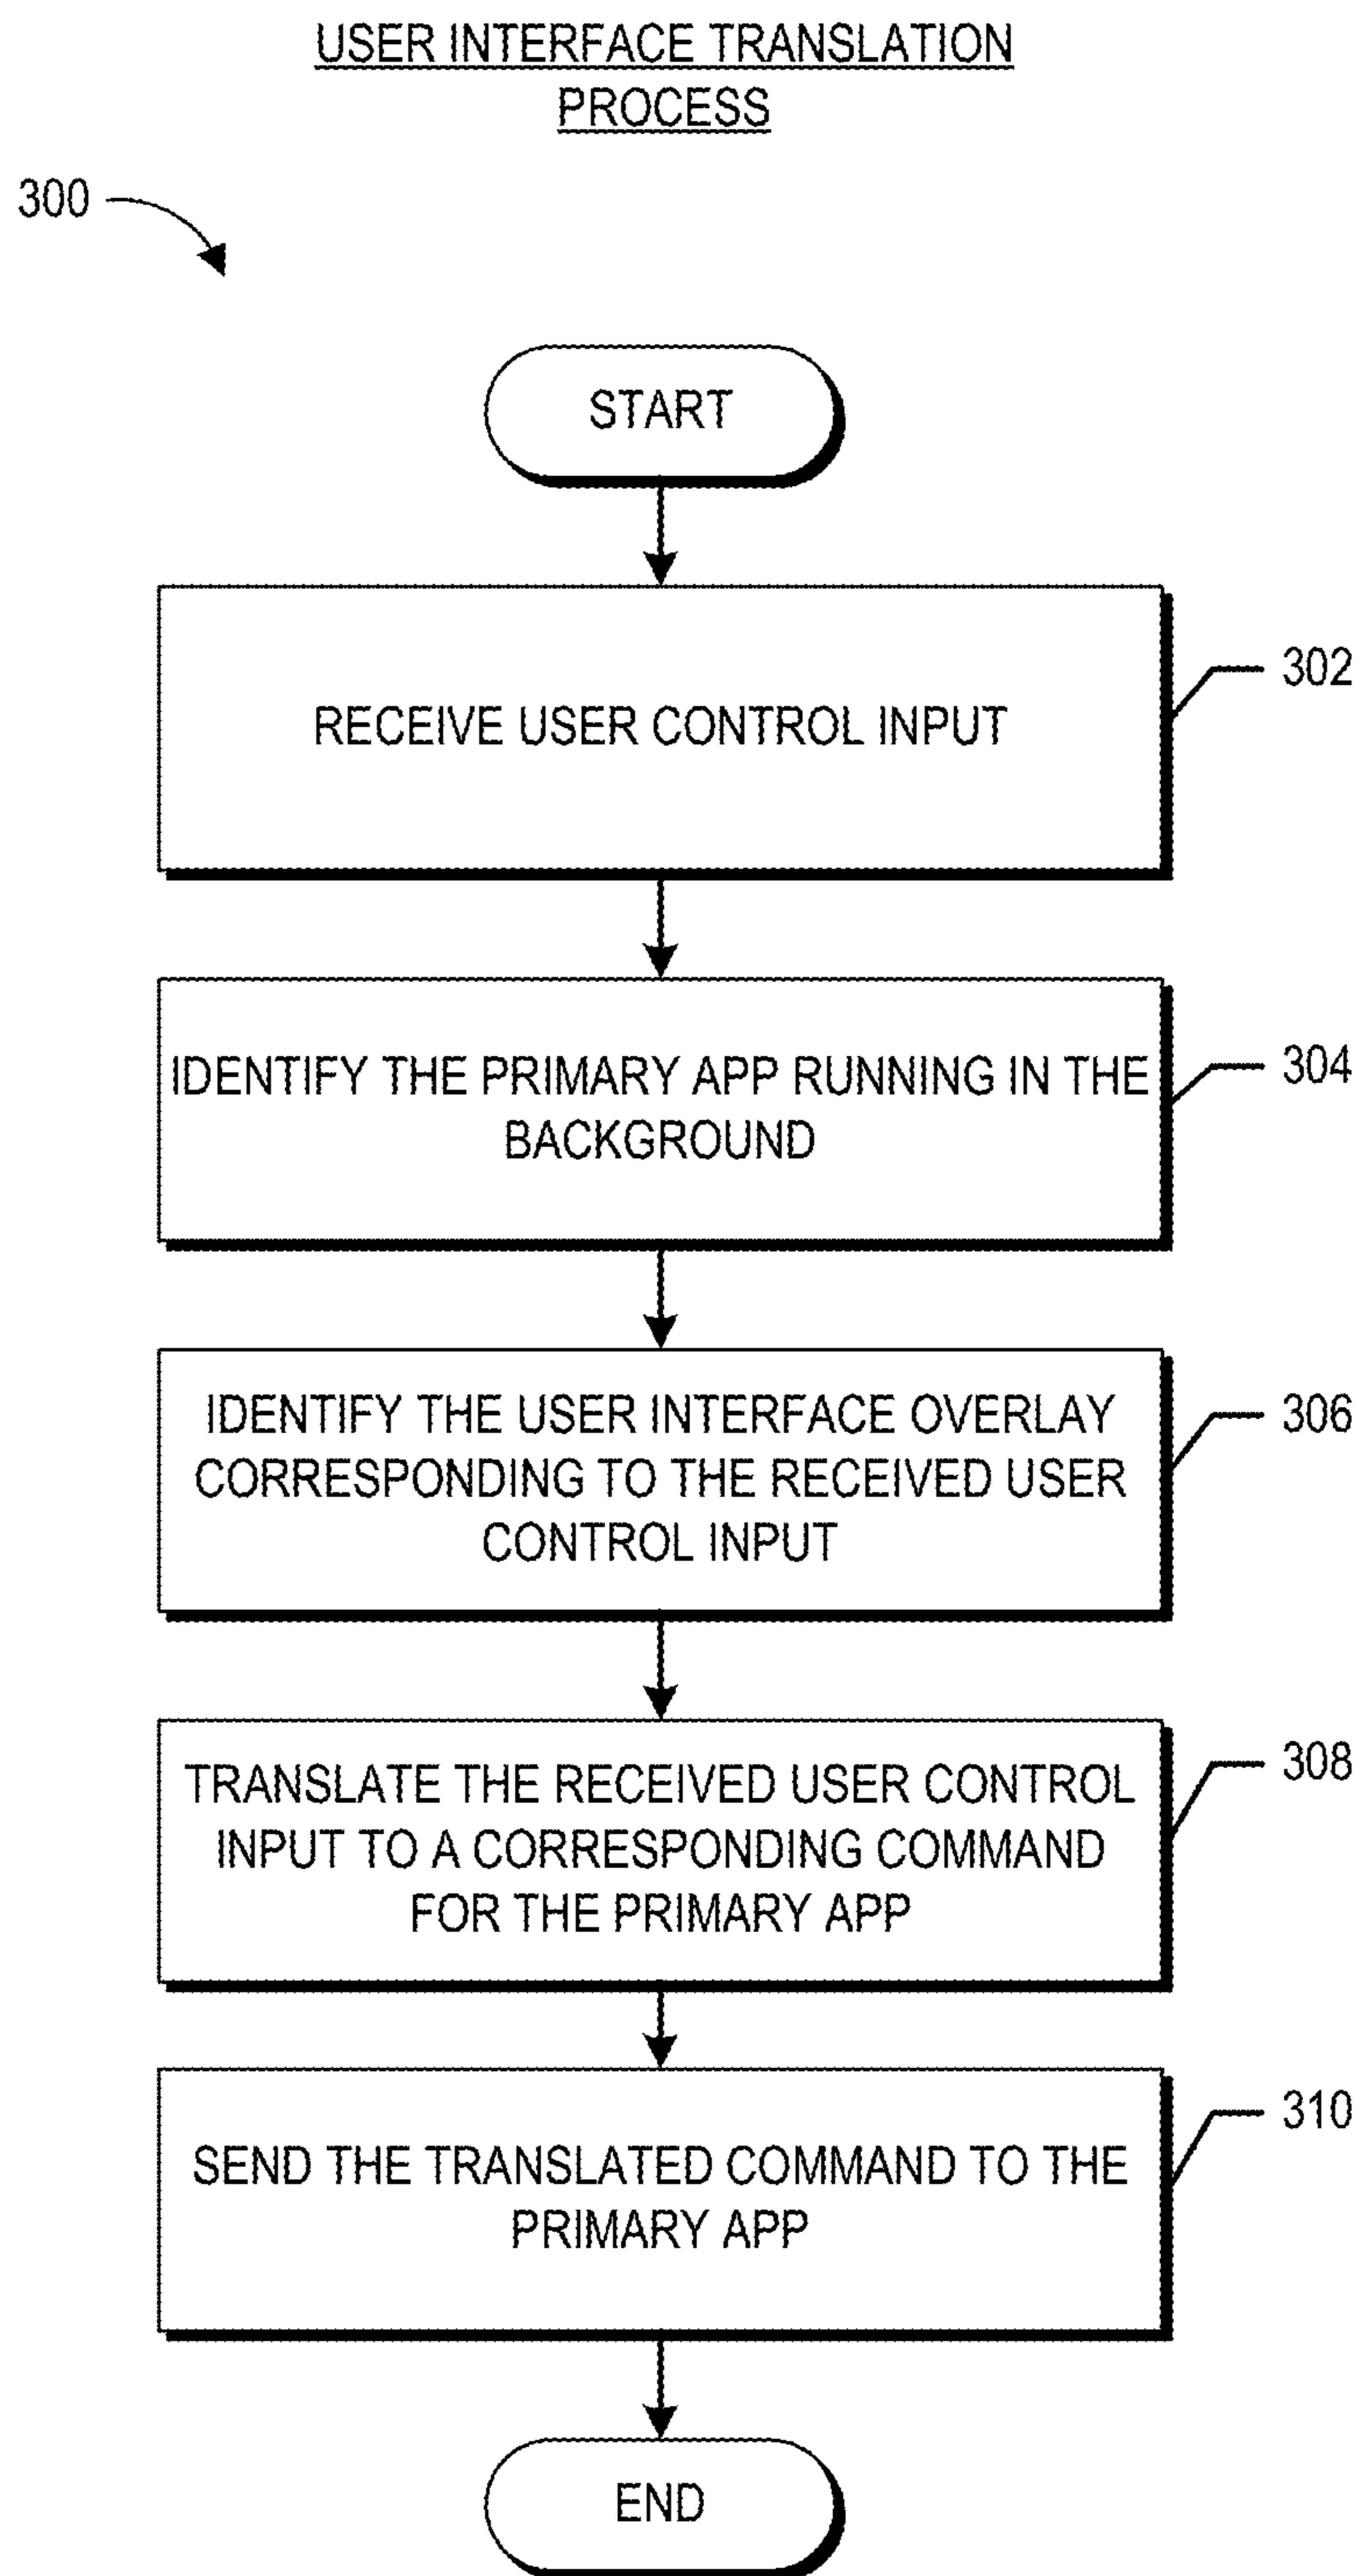 USER INTERFACE TRANSLATION
PROCESS
300
START
RECEIVE USER CONTROL INPUT
302
IDENTIFY THE PRIMARY APP RUNNING IN THE
BACKGROUND
304
IDENTIFY THE USER INTERFACE OVERLAY
CORRESPONDING TO THE RECEIVED USER
CONTROL INPUT
306
TRANSLATE THE RECEIVED USER CONTROL
INPUT TO A CORRESPONDING COMMAND
FOR THE PRIMARY APP
308
SEND THE TRANSLATED COMMAND TO THE
PRIMARY APP
310
END